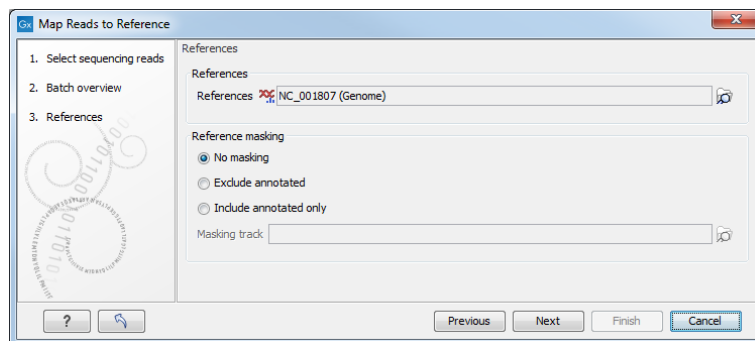 Gx Map Reads to Reference
1. Select sequencing reads
2. Batch overview
3. References
References
References
References NC_001807 (Genome)
Reference masking
No masking
Exclude annotated
Include annotated only
Masking track
? Previous Next Finish Cancel